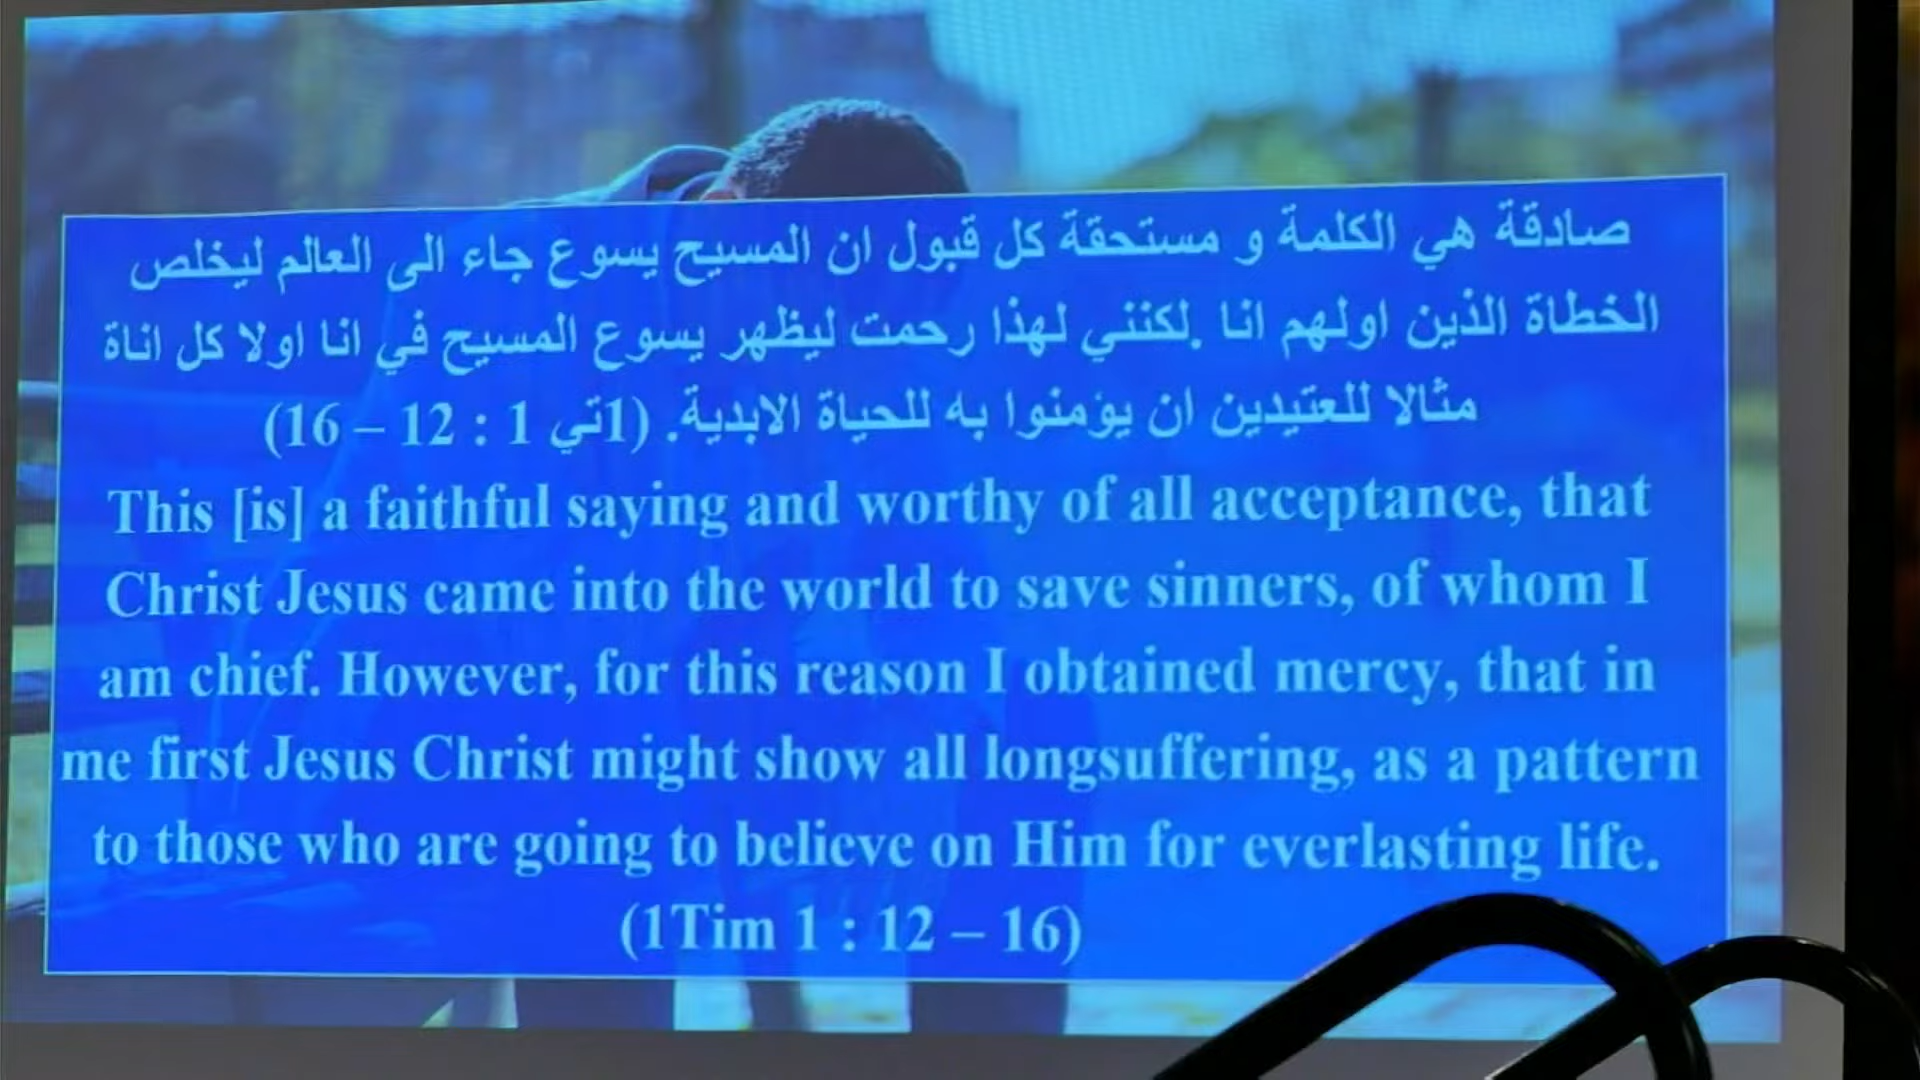 صادقة هي الكلمة و مستحقة كل قبول ان المسيح يسوع جاء الى العالم ليخلص
الخطاة الذين اولهم انا .لكنني لهذا رحمت ليظهر يسوع المسيح في انا اولا كل اناة
مثالا للعتيدين ان يؤمنوا به للحياة الابدية. (1تي 1 : 12 – 16)
This [is] a faithful saying and worthy of all acceptance, that
Christ Jesus came into the world to save sinners, of whom I
am chief. However, for this reason I obtained mercy, that in
me first Jesus Christ might show all longsuffering, as a pattern
to those who are going to believe on Him for everlasting life.
(1Tim 1 : 12 – 16)